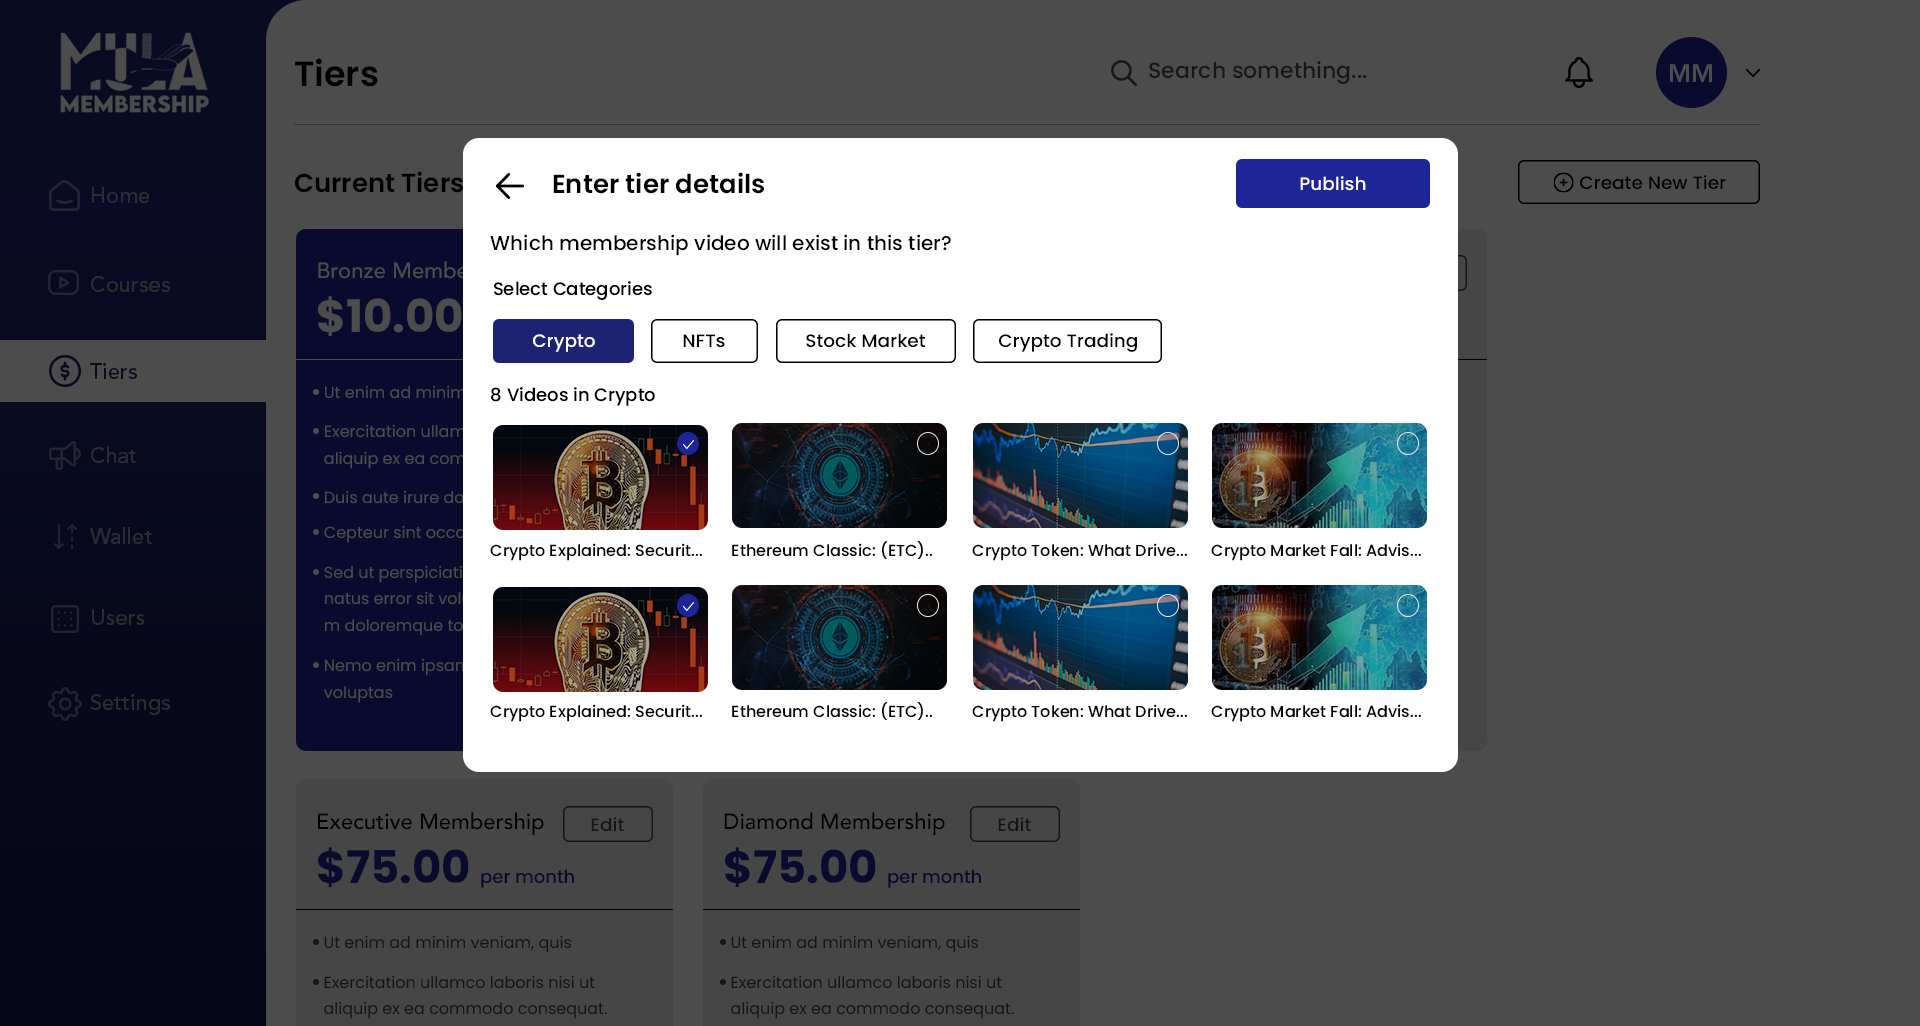 MULA
MEMBERSHIP
Home
Courses
Tiers
Chat
Wallet
Users
Settings
Tiers
Search something...
MM
Current Tiers
Create New Tier
Bronze Membe
$10.00
Ut enim ad minim
Exercitation ullam
aliquip ex ea com
Duis aute irure do
Cepteur sint occa
Sed ut perspiciati
natus error sit vol
m doloremque to
Nemo enim ipsan
voluptas
Enter tier details
Publish
Which membership video will exist in this tier?
Select Categories
Crypto
NFTs
Stock Market
Crypto Trading
8 Videos in Crypto
Crypto Explained: Securit...
Ethereum Classic: (ETC)..
Crypto Token: What Drive...
Crypto Market Fall: Advis...
Crypto Explained: Securit...
Ethereum Classic: (ETC)..
Crypto Token: What Drive...
Crypto Market Fall: Advis...
Executive Membership
Edit
$75.00 per month
Ut enim ad minim veniam, quis
Exercitation ullamco laboris nisi ut
aliquip ex ea commodo consequat.
Diamond Membership
Edit
$75.00 per month
Ut enim ad minim veniam, quis
Exercitation ullamco laboris nisi ut
aliquip ex ea commodo consequat.